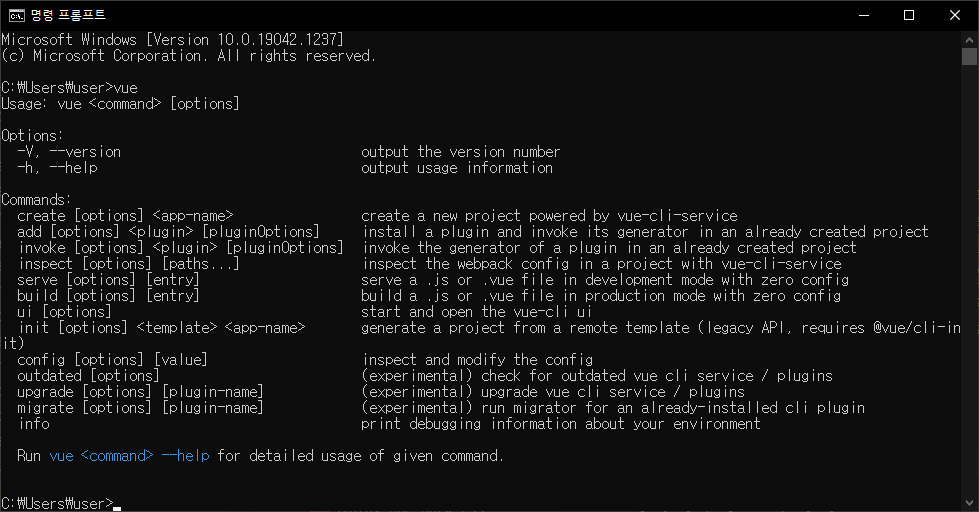 명령 프롬프트
Microsoft Windows [Version 10.0.19042.1237]
(c) Microsoft Corporation. All rights reserved.
C:₩Users₩user>vue
Usage: vue <command> [options]
Options:
-V, --version output the version number
-h, --help output usage information
Commands:
create [options] <app-name> create a new project powered by vue-cli-service
add [options] <plugin> [pluginOptions] install a plugin and invoke its generator in an already created project
invoke [options] <plugin> [pluginOptions] invoke the generator of a plugin in an already created project
inspect [options] [paths...] inspect the webpack config in a project with vue-cli-service
serve [options] [entry] serve a .js or .vue file in development mode with zero config
build [options] [entry] build a .js or .vue file in production mode with zero config
ui [options] start and open the vue-cli ui
init [options] <template> <app-name> generate a project from a remote template (legacy API, requires @vue/cli-in
it)
config [options] [value] inspect and modify the config
outdated [options] (experimental) check for outdated vue cli service / plugins
upgrade [options] [plugin-name] (experimental) upgrade vue cli service / plugins
migrate [options] [plugin-name] (experimental) run migrator for an already-installed cli plugin
info print debugging information about your environment
Run vue <command> --help for detailed usage of given command.
C:₩Users₩user>